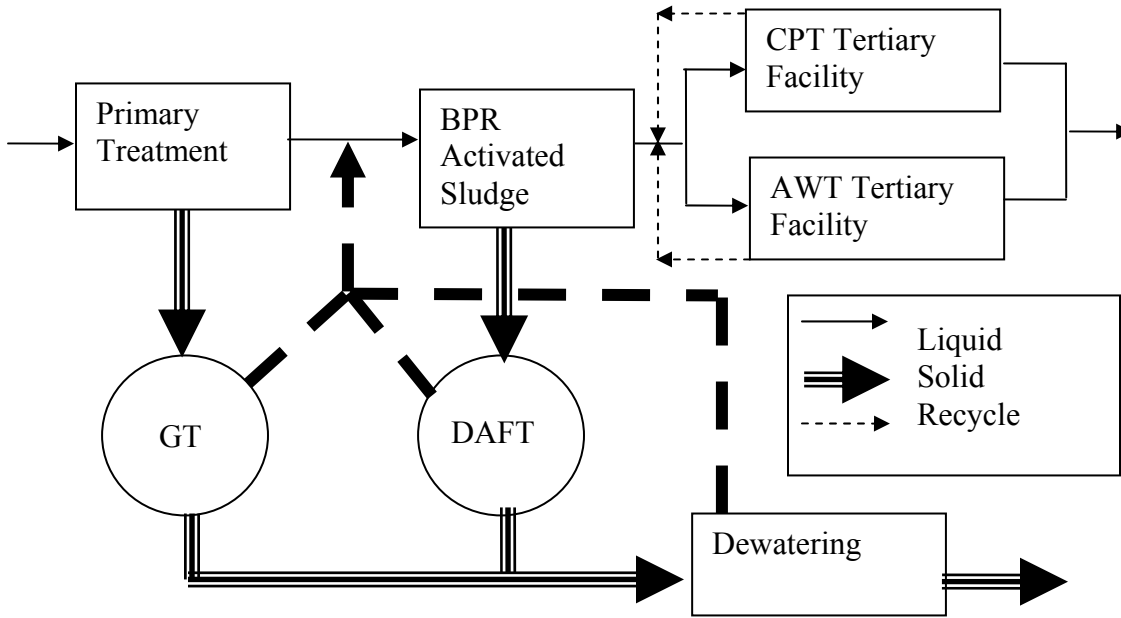 Primary
Treatment
BPR
Activated
Sludge
CPT Tertiary
Facility
AWT Tertiary
Facility
Liquid
Solid
Recycle
GT
DAFT
Dewatering